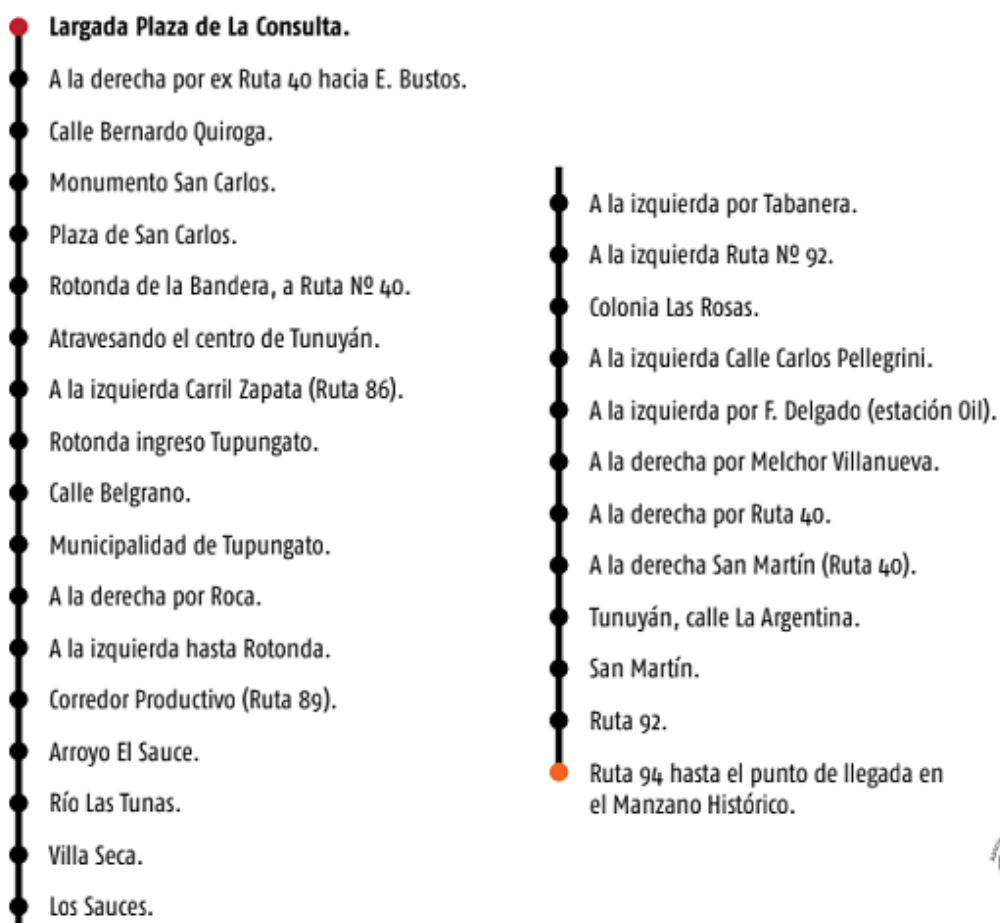 Largada Plaza de La Consulta.
A la derecha por ex Ruta 40 hacia E. Bustos.
Calle Bernardo Quiroga.
Monumento San Carlos.
Plaza de San Carlos.
Rotonda de la Bandera, a Ruta Nº 40.
Atravesando el centro de Tunuyán.
A la izquierda Carril Zapata (Ruta 86).
Rotonda ingreso Tupungato.
Calle Belgrano.
Municipalidad de Tupungato.
A la derecha por Roca.
A la izquierda hasta Rotonda.
Corredor Productivo (Ruta 89).
Arroyo El Sauce.
Río Las Tunas.
Villa Seca.
Los Sauces.
A la izquierda por Tabanera.
A la izquierda Ruta Nº 92.
Colonia Las Rosas.
A la izquierda Calle Carlos Pellegrini.
A la izquierda por F. Delgado (estación Oil).
A la derecha por Melchor Villanueva.
A la derecha por Ruta 40.
A la derecha San Martín (Ruta 40).
Tunuyán, calle La Argentina.
San Martín.
Ruta 92.
Ruta 94 hasta el punto de llegada en
el Manzano Histórico.